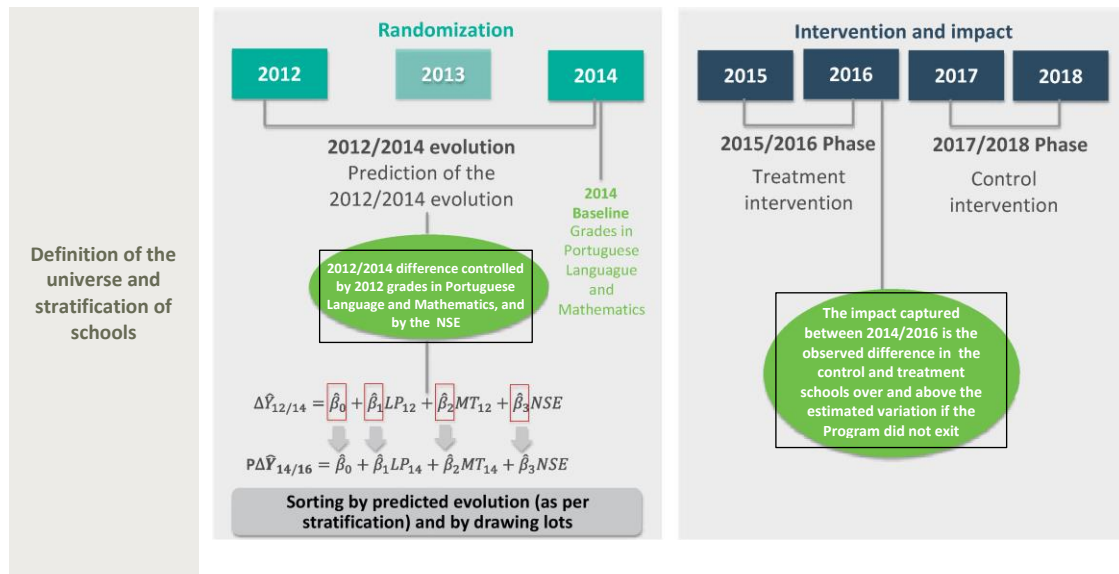 Definition of the
universe and
stratification of
schools
Randomization
2012
2013
2014
2012/2014 evolution
Prediction of the
2012/2014 evolution
2014
Baseline
Grades in
Portuguese
Languague
and
Mathematics
2012/2014 difference controlled
by 2012 grades in Portuguese
Language and Mathematics, and
by the NSE
ΔŶ₁₂/₁₄ = β̂₀ + β̂₁LP₁₂ + β̂₂MT₁₂ + β̂₃NSE
PΔŶ₁₄/₁₆ = β̂₀ + β̂₁LP₁₄ + β̂₂MT₁₄ + β̂₃NSE
Sorting by predicted evolution (as per
stratification) and by drawing lots
Intervention and impact
2015
2016
2017
2018
2015/2016 Phase
Treatment
intervention
2017/2018 Phase
Control
intervention
The impact captured
between 2014/2016 is the
observed difference in the
control and treatment
schools over and above the
estimated variation if the
Program did not exit